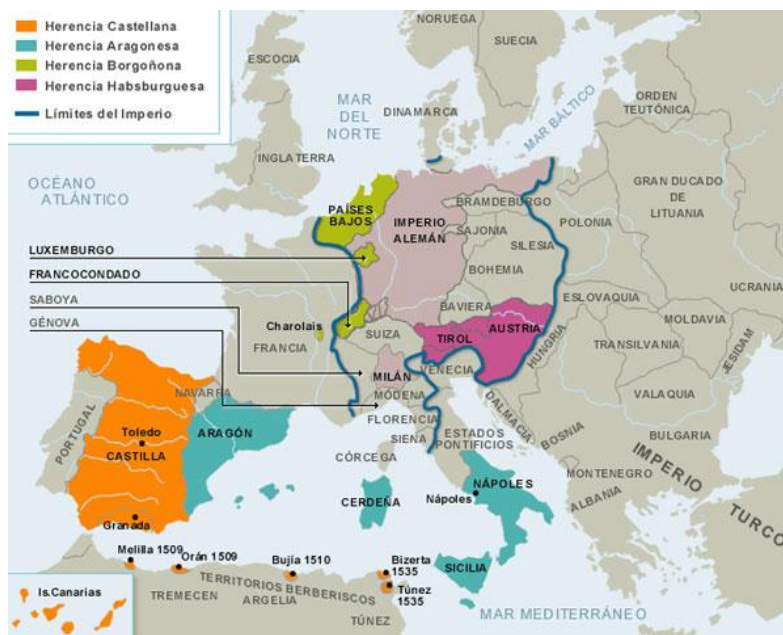 Herencia Castellana
Herencia Aragonesa
Herencia Borgoñona
Herencia Habsburguesa
Límites del Imperio
NORUEGA
SUECIA
ESCOCIA
MAR
DEL
NORTE
DINAMARCA
MAR BÁLTICO
ORDEN
TEUTÓNICA
INGLATERRA
OCÉANO
ATLÁNTICO
PAÍSES
BAJOS
IMPERIO
ALEMÁN
BRAMDEBURGO
SAJONIA
SILESIA
POLONIA
GRAN DUCADO
DE
LITUANIA
LUXEMBURGO
FRANCOCONDADO
SABOYA
GÉNOVA
BOHEMIA
UCRANIA
BAVIERA
ESLOVAQUIA
Charolais
FRANCIA
SUIZA
TIROL
AUSTRIA
HUNGRIA
MOLDAVIA
JESIDAM
TRANSILVANIA
MILÁN
VENECIA
MÓDENA
VALAQUIA
NAVARRA
FLORENCIA
SIENA
DALMACIA
ESTADOS
PONTIFICIOS
BOSNIA
BULGARIA
PORTUGAL
Toledo
CASTILLA
ARAGÓN
CÓRCEGA
MONTENEGRO
ALBANIA
IMPERIO
TURCO
CERDEÑA
NÁPOLES
Nápoles
Granada
Melilla 1509
Orán 1509
Bujía 1510
Bizerta
1535
SICILIA
Túnez
1535
TREMECEN
TERRITORIOS BERBERISCOS
ARGELIA
TÚNEZ
Is.Canarias
MAR MEDITERRÁNEO